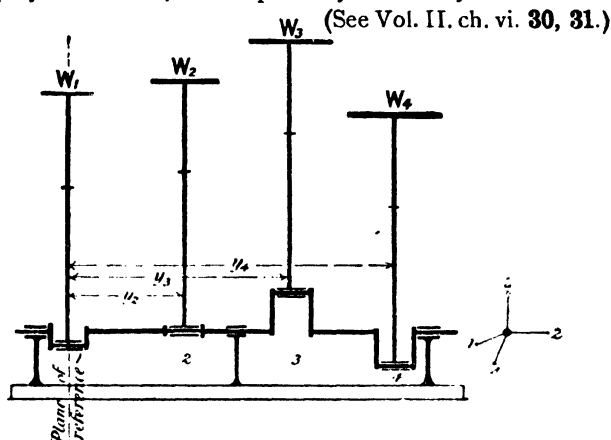 (See Vol. II. ch. vi. 30, 31.)
W3
W2
W1
W4
y4
y3
y2
2
3
4
2
1
Plane of
reference